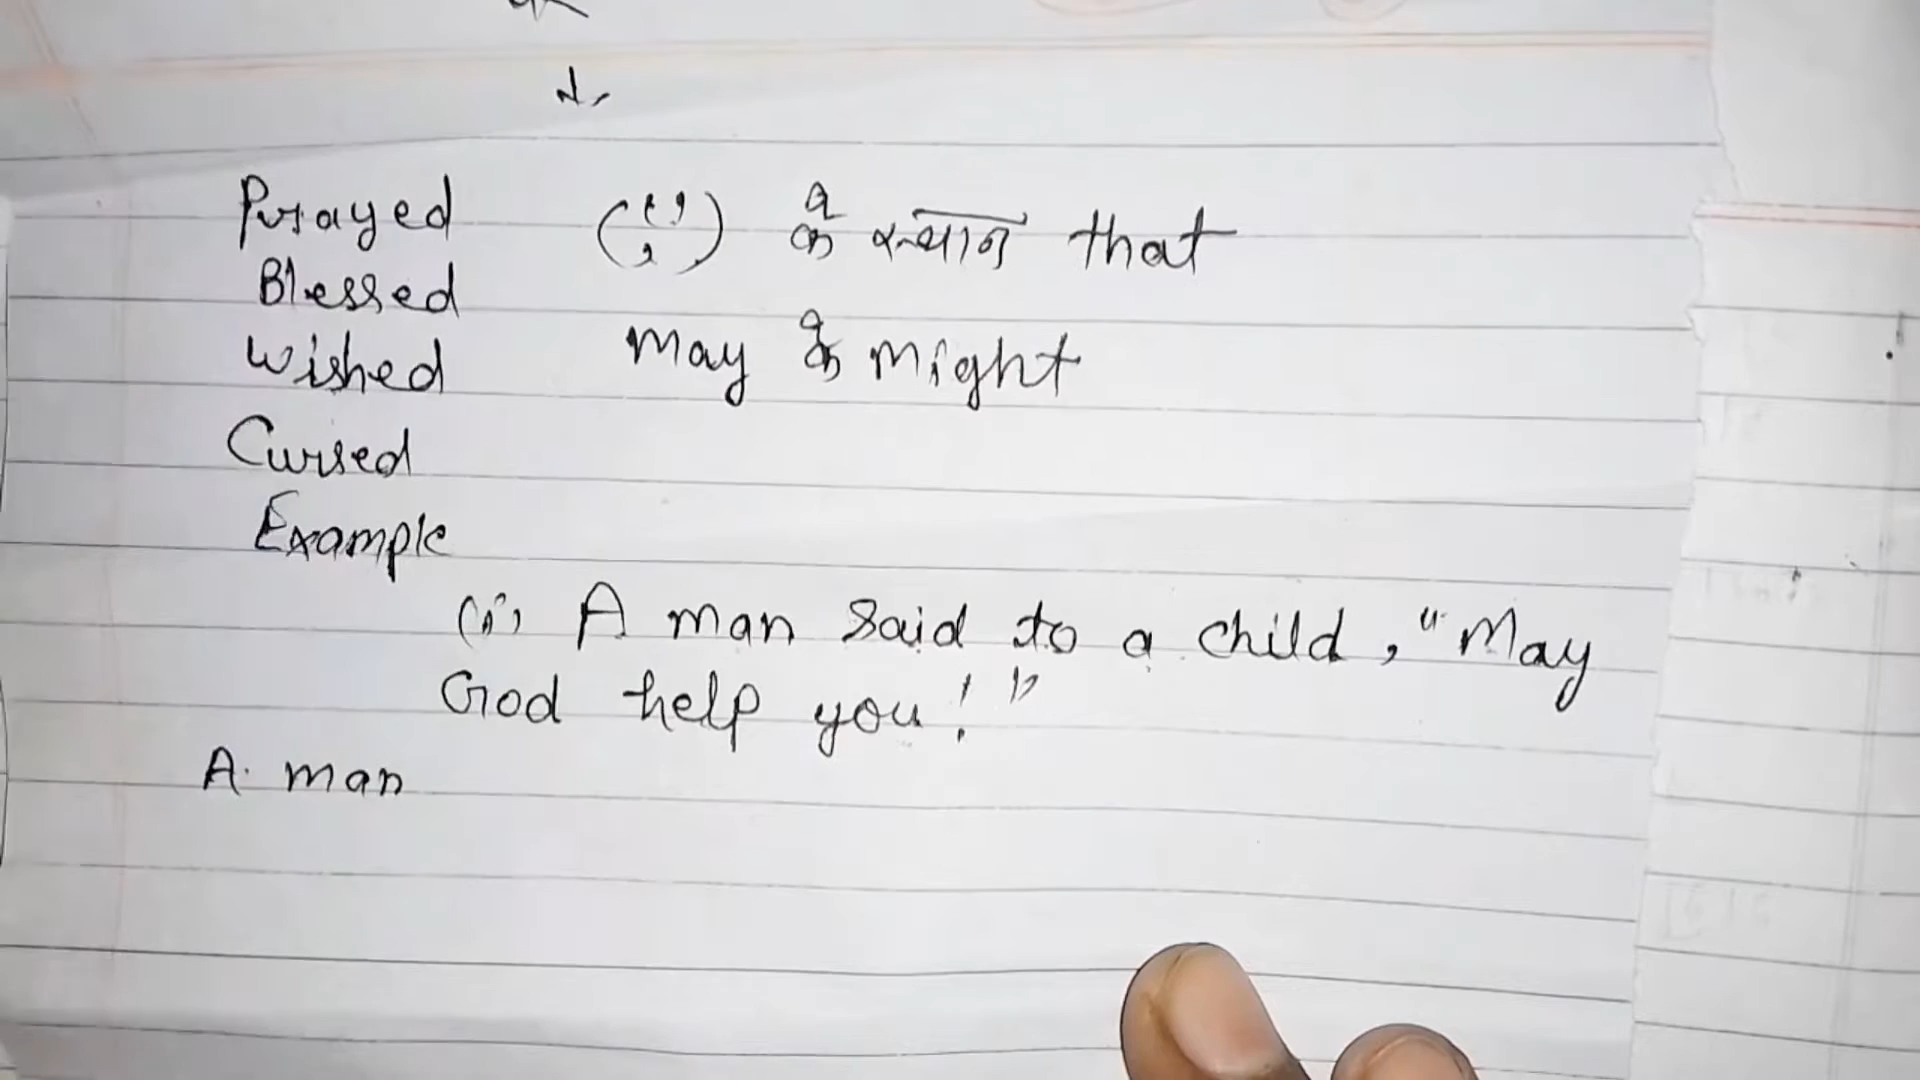 Prayed (“ ” ,) के स्थान that
Blessed
Wished May के Might
Cursed
Example
(i) A man said to a child, "May
God help you!"
A man